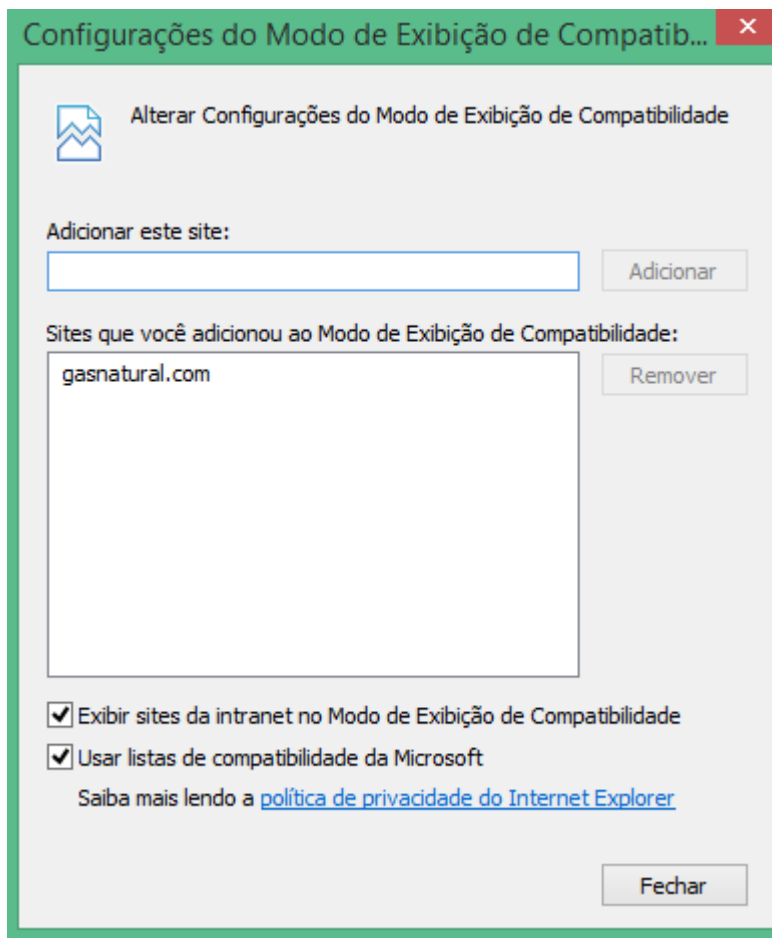 Configurações do Modo de Exibição de Compatib...
Alterar Configurações do Modo de Exibição de Compatibilidade
Adicionar este site:
Adicionar
Sites que você adicionou ao Modo de Exibição de Compatibilidade:
gasnatural.com
Remover
Exibir sites da intranet no Modo de Exibição de Compatibilidade
Usar listas de compatibilidade da Microsoft
Saiba mais lendo a política de privacidade do Internet Explorer
Fechar